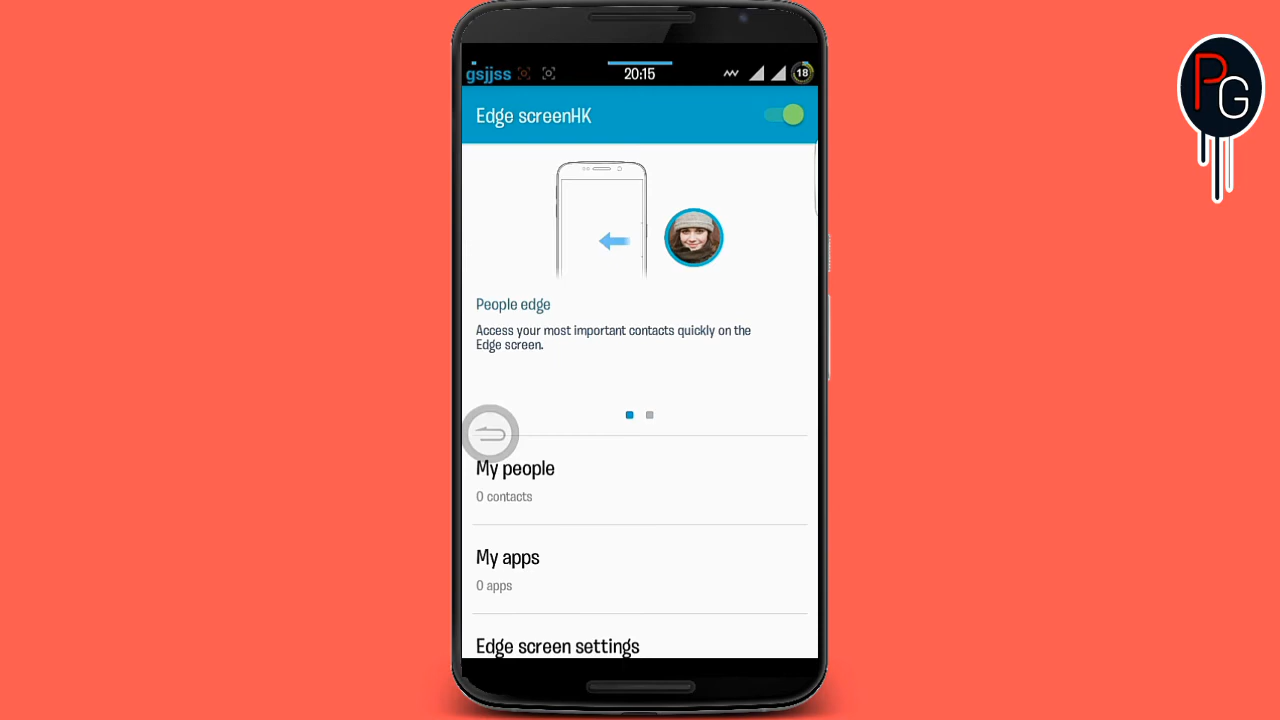 gsjjss 20:15 18
Edge screenHK
People edge
Access your most important contacts quickly on the
Edge screen.
My people
0 contacts
My apps
0 apps
Edge screen settings
PG